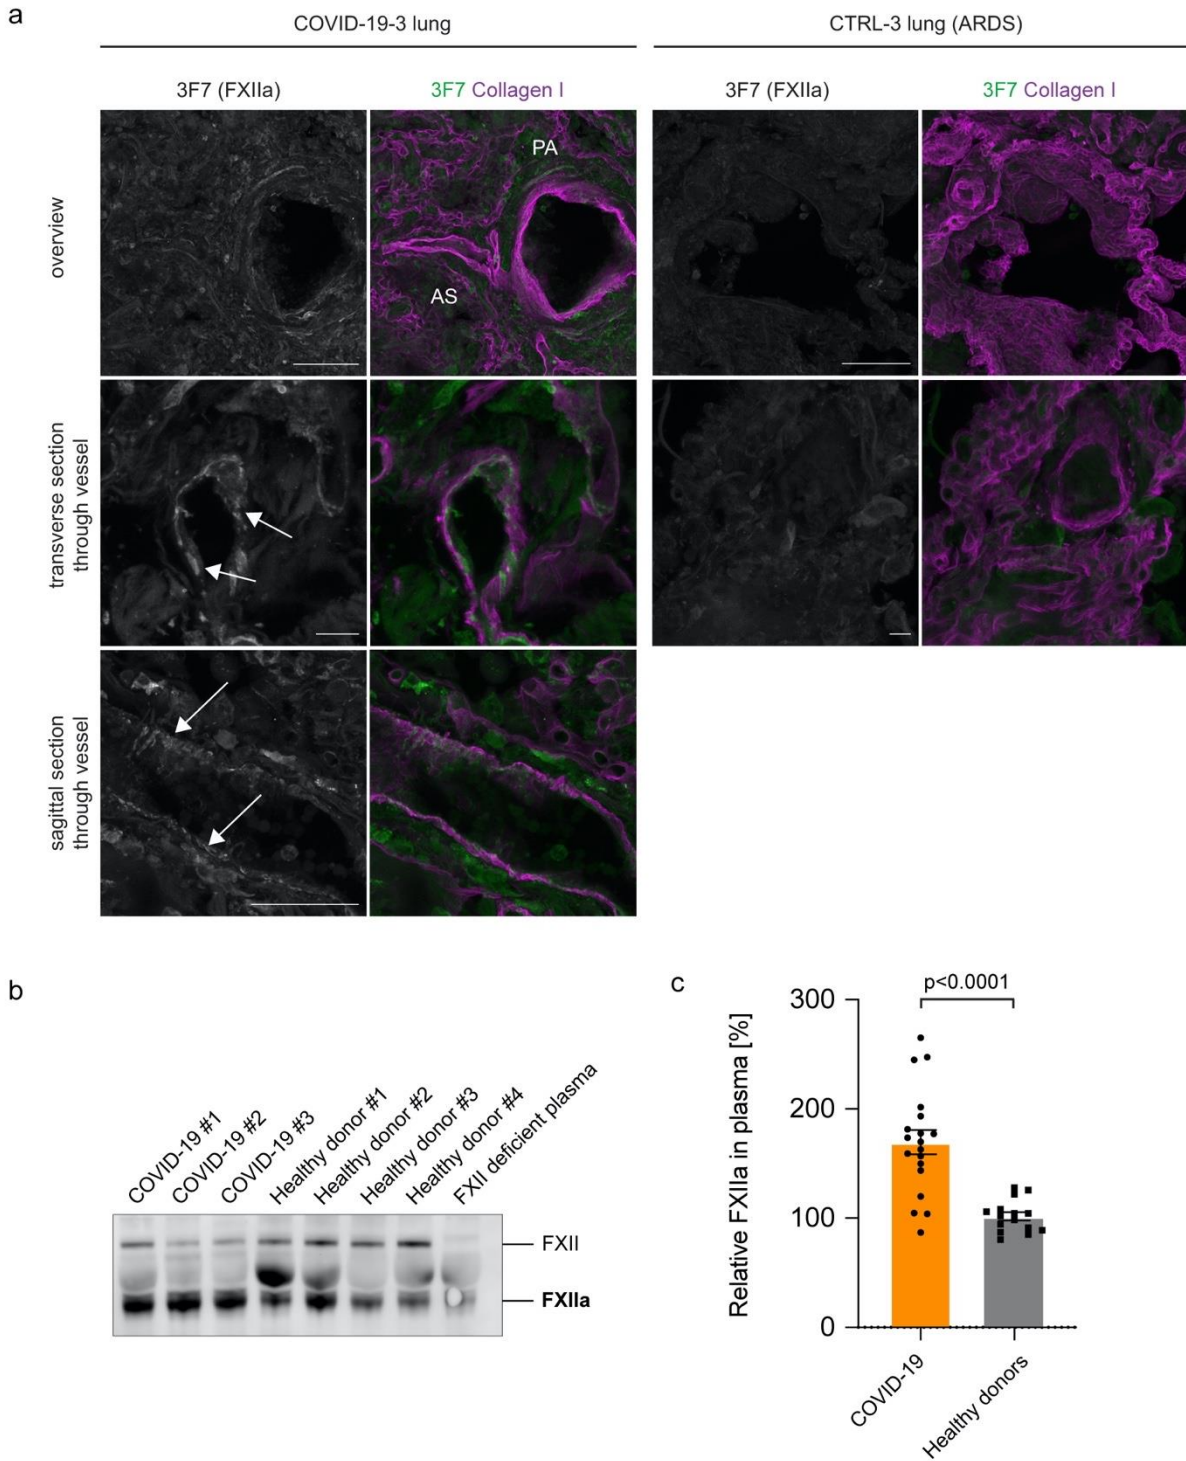 a
COVID-19-3 lung
CTRL-3 lung (ARDS)
3F7 (FXIIa)
3F7 Collagen I
3F7 (FXIIa)
3F7 Collagen I
overview
PA
AS
transverse section
through vessel
sagittal section
through vessel
b
COVID-19 #1
COVID-19 #2
COVID-19 #3
Healthy donor #1
Healthy donor #2
Healthy donor #3
Healthy donor #4
FXII deficient plasma
FXII
FXIIa
c
p<0.0001
Relative FXIIa in plasma [%]
300
200
100
0
COVID-19
Healthy donors